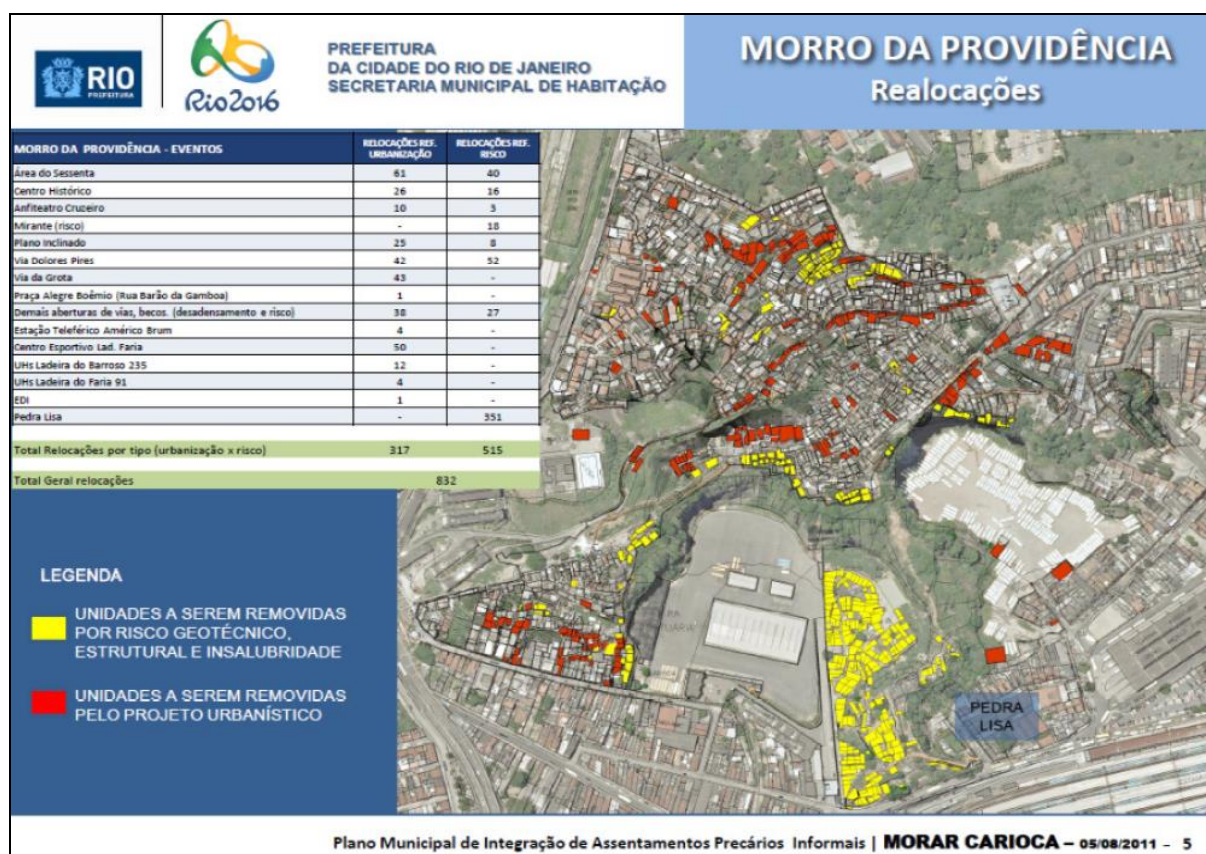 RIO
PREFEITURA
Rio2016
PREFEITURA
DA CIDADE DO RIO DE JANEIRO
SECRETARIA MUNICIPAL DE HABITAÇÃO
MORRO DA PROVIDÊNCIA
Realocações
MORRO DA PROVIDÊNCIA - EVENTOS RELOCAÇÕES REF. URBANIZAÇÃO RELOCAÇÕES REF. RISCO
Área do Sessenta 61 40
Centro Histórico 26 16
Anfiteatro Cruzeiro 10 3
Mirante (risco) - 18
Plano Inclinado 25 8
Via Dolores Pires 42 52
Via da Grota 43 -
Praça Alegre Boêmio (Rua Barão da Gamboa) 1 -
Demais aberturas de vias, becos. (desadensamento e risco) 38 27
Estação Teleférico Américo Brum 4 -
Centro Esportivo Lad. Faria 50 -
UHs Ladeira do Barroso 235 12 -
UHs Ladeira do Faria 91 4 -
EDI 1 -
Pedra Lisa - 351
Total Relocações por tipo (urbanização x risco) 317 515
Total Geral relocações 832
LEGENDA
UNIDADES A SEREM REMOVIDAS
POR RISCO GEOTÉCNICO,
ESTRUTURAL E INSALUBRIDADE
UNIDADES A SEREM REMOVIDAS
PELO PROJETO URBANÍSTICO
PEDRA
LISA
Plano Municipal de Integração de Assentamentos Precários Informais | MORAR CARIOCA – 05/08/2011 - 5